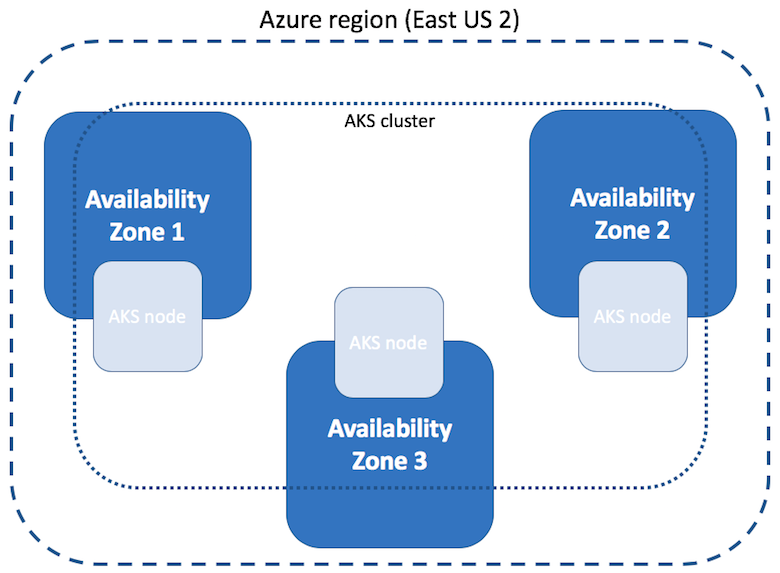 Azure region (East US 2)
AKS cluster
Availability
Zone 1
AKS node
Availability
Zone 2
AKS node
AKS node
Availability
Zone 3